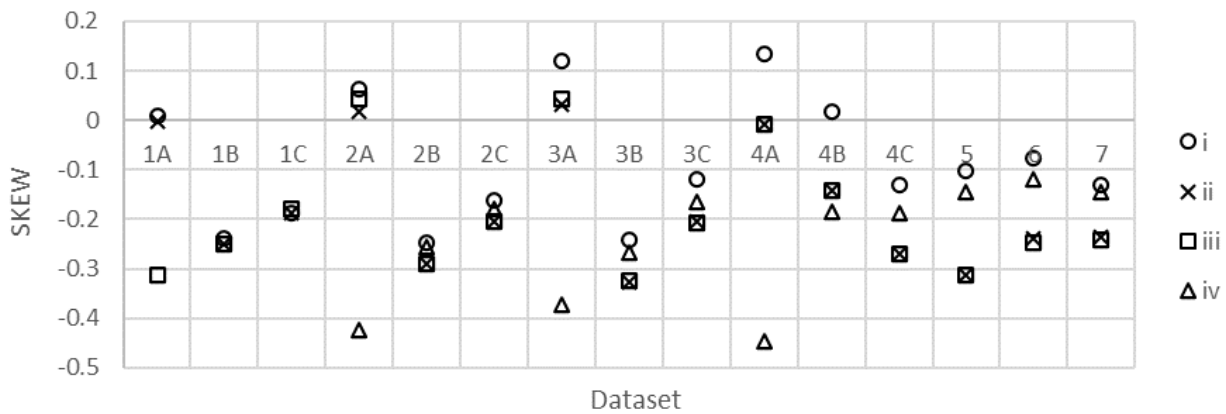 0.2
0.1
0
-0.1
-0.2
-0.3
-0.4
-0.5
SKEW
1A 1B 1C 2A 2B 2C 3A 3B 3C 4A 4B 4C 5 6 7
Dataset
i
ii
iii
iv